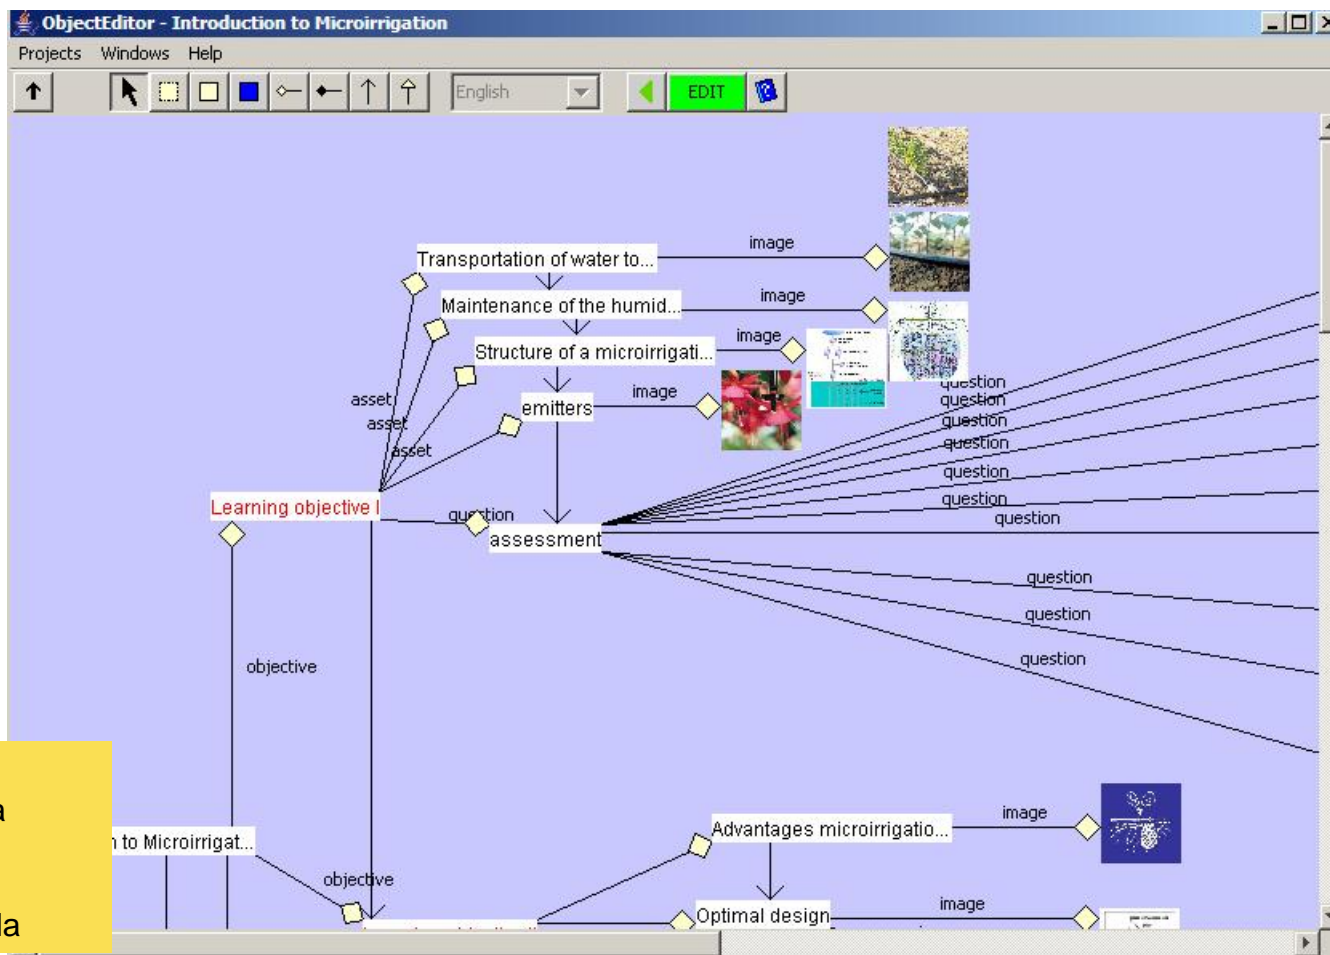 ObjectEditor - Introduction to Microirrigation
Projects Windows Help
English
EDIT
image
Transportation of water to...
image
Maintenance of the humid...
image
Structure of a microirrigati...
image
emitters
asset
asset
asset
question
question
question
question
question
question
question
Learning objective I
question
assessment
question
question
question
objective
a
n to Microirrigat...
la
objective
image
Advantages microirrigatio...
image
Optimal design